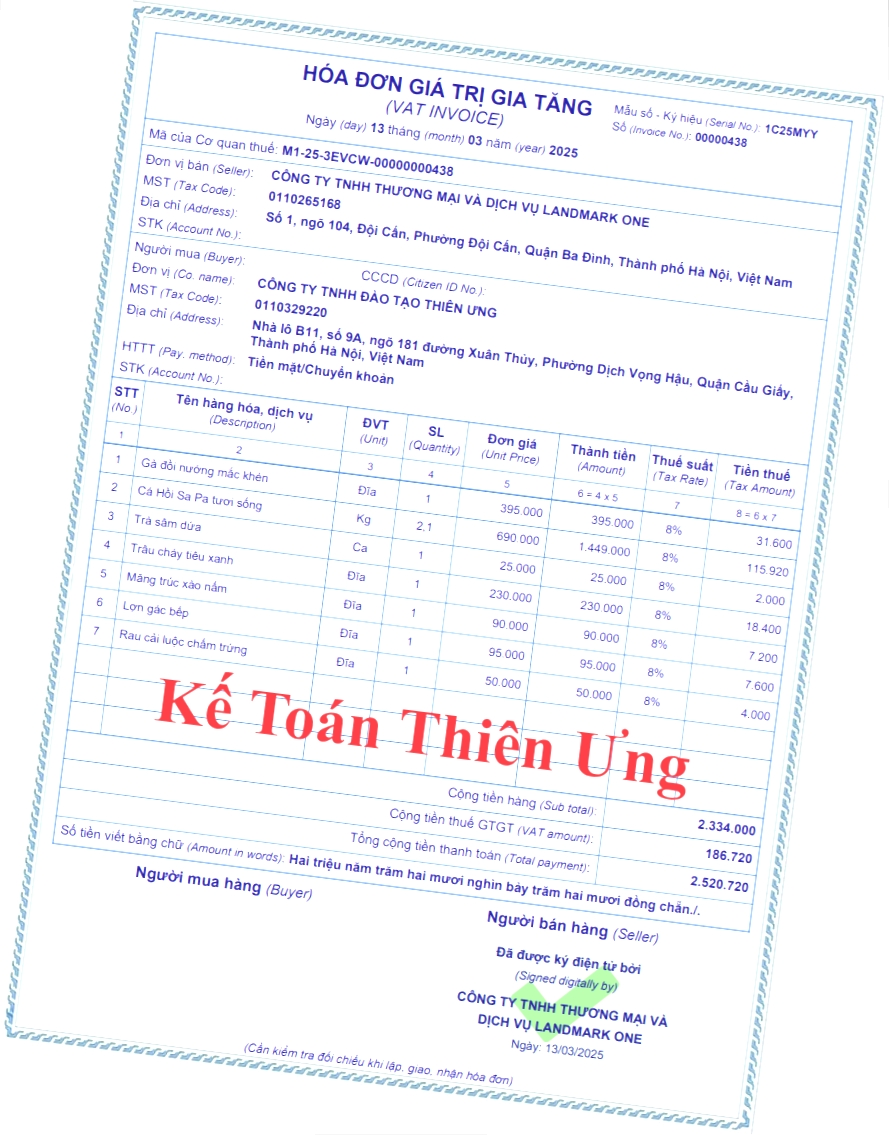 HÓA ĐƠN GIÁ TRỊ GIA TĂNG
(VAT INVOICE)
Ngày (day) 13 tháng (month) 03 năm (year) 2025
Mẫu số - Ký hiệu (Serial No.): 1C25MYY
Số (Invoice No.): 00000438
Mã của Cơ quan thuế: M1-25-3EVCW-00000000438
Đơn vị bán (Seller): CÔNG TY TNHH THƯƠNG MẠI VÀ DỊCH VỤ LANDMARK ONE
MST (Tax Code): 0110265168
Địa chỉ (Address): Số 1, ngõ 104, Đội Cấn, Phường Đội Cấn, Quận Ba Đình, Thành phố Hà Nội, Việt Nam
STK (Account No.):
Người mua (Buyer): CCCD (Citizen ID No.):
Đơn vị (Co. name): CÔNG TY TNHH ĐÀO TẠO THIÊN ƯNG
MST (Tax Code): 0110329220
Địa chỉ (Address): Nhà lô B11, số 9A, ngõ 181 đường Xuân Thủy, Phường Dịch Vọng Hậu, Quận Cầu Giấy,
Thành phố Hà Nội, Việt Nam
HTTT (Pay. method): Tiền mặt/Chuyển khoản
STK (Account No.):
STT Tên hàng hóa, dịch vụ ĐVT SL Đơn giá Thành tiền Thuế suất Tiền thuế
(No.) (Description) (Unit) (Quantity) (Unit Price) (Amount) (Tax Rate) (Tax Amount)
1 2 3 4 5 6 = 4 x 5 7 8 = 6 x 7
1 Gà đồi nướng mắc khén Đĩa 1 395.000 395.000 8% 31.600
2 Cá Hồi Sa Pa tươi sống Kg 2,1 690.000 1.449.000 8% 115.920
3 Trà sâm dứa Ca 1 25.000 25.000 8% 2.000
4 Trâu cháy tiêu xanh Đĩa 1 230.000 230.000 8% 18.400
5 Măng trúc xào nấm Đĩa 1 90.000 90.000 8% 7.200
6 Lợn gác bếp Đĩa 1 95.000 95.000 8% 7.600
7 Rau cải luộc chấm trứng Đĩa 1 50.000 50.000 8% 4.000
Kế Toán Thiên Ưng
Cộng tiền hàng (Sub total): 2.334.000
Cộng tiền thuế GTGT (VAT amount): 186.720
Tổng cộng tiền thanh toán (Total payment): 2.520.720
Số tiền viết bằng chữ (Amount in words): Hai triệu năm trăm hai mươi nghìn bảy trăm hai mươi đồng chẵn./.
Người mua hàng (Buyer)
Người bán hàng (Seller)
Đã được ký điện tử bởi
(Signed digitally by)
CÔNG TY TNHH THƯƠNG MẠI VÀ
DỊCH VỤ LANDMARK ONE
Ngày: 13/03/2025
(Cần kiểm tra đối chiếu khi lập, giao, nhận hóa đơn)